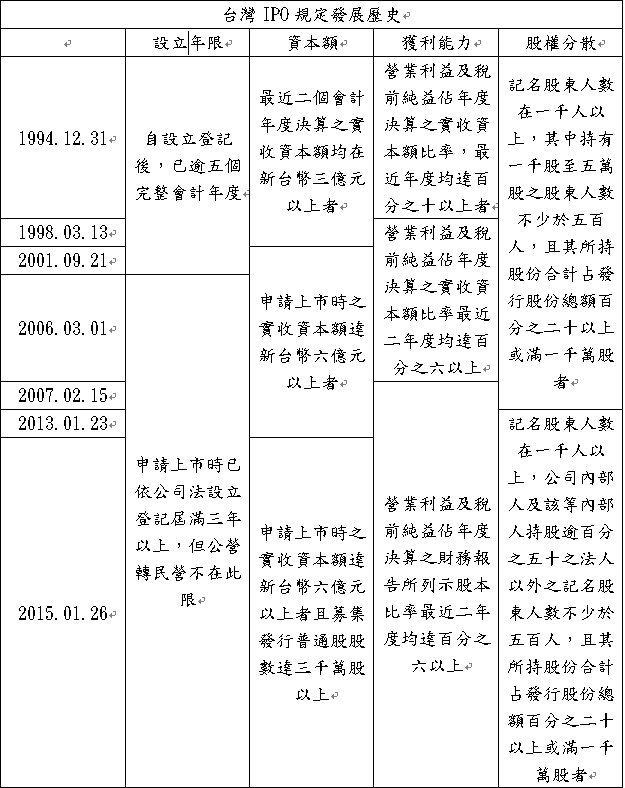 台灣 IPO 規定發展歷史
設立年限
資本額
獲利能力
股權分散
1994.12.31
1998.03.13
2001.09.21
2006.03.01
2007.02.15
2013.01.23
2015.01.26
自設立登記
後，已逾五個
完整會計年度
申請上市時已
依公司法設立
登記屆滿三年
以上，但公營
轉民營不在此
限
最近二個會計
年度決算之實
收資本額均在
新台幣三億元
以上者
申請上市時之
實收資本額達
新台幣六億元
以上者
申請上市時之
實收資本額達
新台幣六億元
以上者且募集
發行普通股股
數達三千萬股
以上
營業利益及稅
前純益佔年度
決算之實收資
本額比率，最
近年度均達百
分之十以上者
營業利益及稅
前純益佔年度
決算之實收資
本額比率最近
二年度均達百
分之六以上
營業利益及稅
前純益佔年度
決算之財務報
告所列示股本
比率最近二年
度均達百分之
六以上
記名股東人數
在一千人以
上，其中持有
一千股至五萬
股之股東人數
不少於五百
人，且其所持
股份合計占發
行股份總額百
分之二十以上
或滿一千萬股
者
記名股東人數
在一千人以
上，公司內部
人及該等內部
人持股逾百分
之五十之法人
以外之記名股
東人數不少於
五百人，且其
所持股份合計
占發行股份總
額百分之二十
以上或滿一千
萬股者